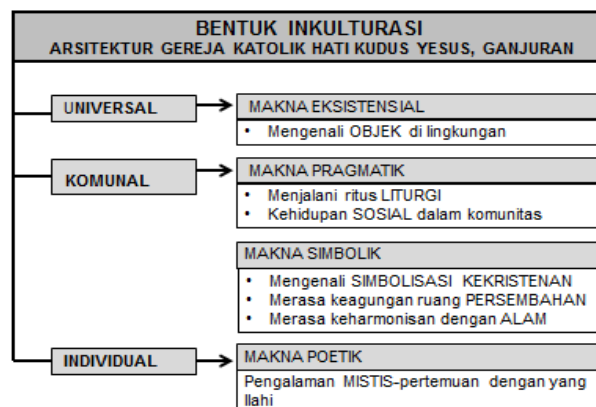 BENTUK INKULTURASI
ARSITEKTUR GEREJA KATOLIK HATI KUDUS YESUS, GANJURAN
UNIVERSAL
MAKNA EKSISTENSIAL
• Mengenali OBJEK di lingkungan
KOMUNAL
MAKNA PRAGMATIK
• Menjalani ritus LITURGI
• Kehidupan SOSIAL dalam komunitas
MAKNA SIMBOLIK
• Mengenali SIMBOLISASI KEKRISTENAN
• Merasa keagungan ruang PERSEMBAHAN
• Merasa keharmonisan dengan ALAM
INDIVIDUAL
MAKNA POETIK
Pengalaman MISTIS-pertemuan dengan yang
Ilahi